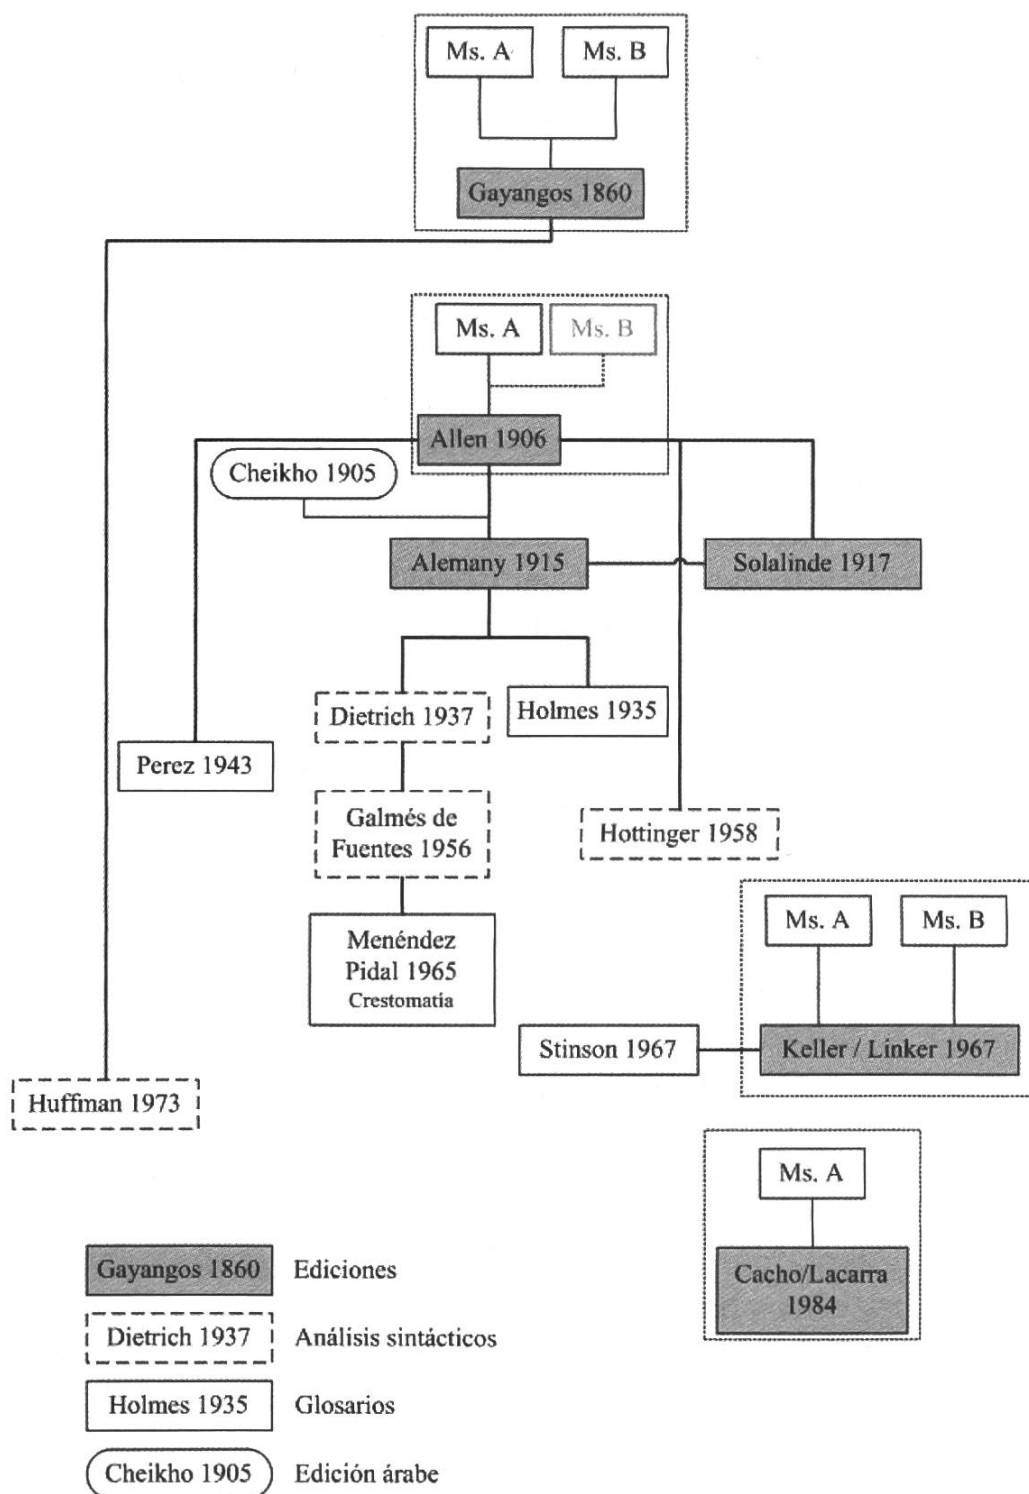 Ms. A
Ms. B
Gayangos 1860
Ms. A
Ms. B
Allen 1906
Cheikho 1905
Alemany 1915
Solalinde 1917
Dietrich 1937
Holmes 1935
Perez 1943
Galmés de
Fuentes 1956
Hottinger 1958
Menéndez
Pidal 1965
Crestomatía
Ms. A
Ms. B
Stinson 1967
Keller / Linker 1967
Huffman 1973
Ms. A
Cacho/Lacarra
1984
Gayangos 1860
Ediciones
Dietrich 1937
Análisis sintácticos
Holmes 1935
Glosarios
Cheikho 1905
Edición árabe